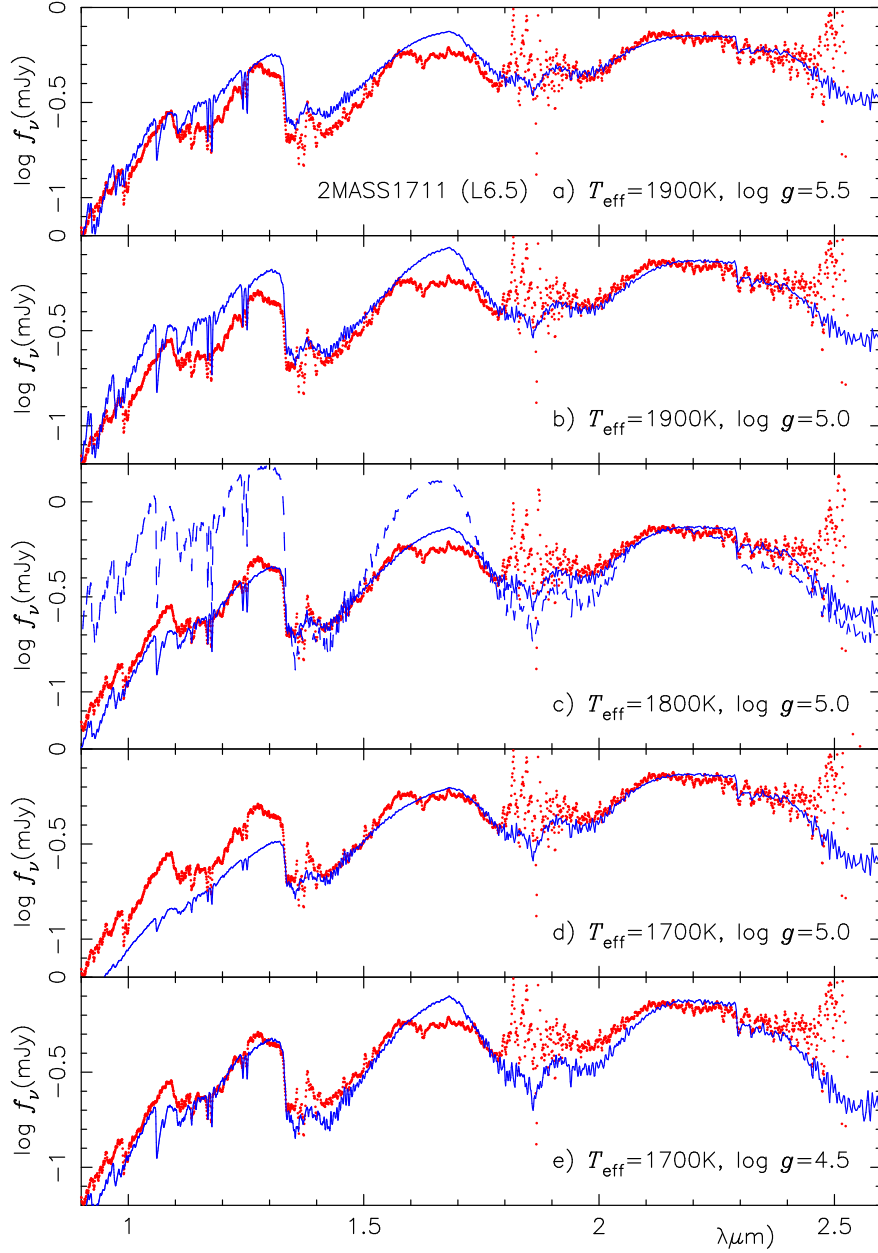 0
−0.5
−1
log fν(mJy)
2MASS1711 (L6.5) a) Teff=1900K, log g=5.5
0
−0.5
−1
log fν(mJy)
b) Teff=1900K, log g=5.0
0
−0.5
−1
log fν(mJy)
c) Teff=1800K, log g=5.0
0
−0.5
−1
log fν(mJy)
d) Teff=1700K, log g=5.0
0
−0.5
−1
log fν(mJy)
e) Teff=1700K, log g=4.5
1 1.5 2 2.5
λμm)